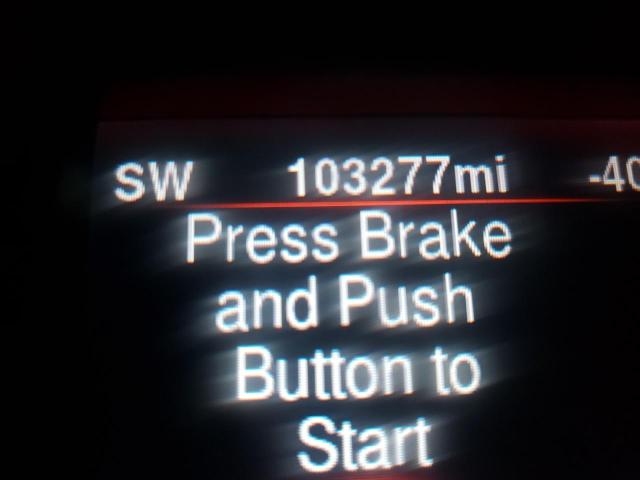 SW 103277mi -40
Press Brake
and Push
Button to
Start